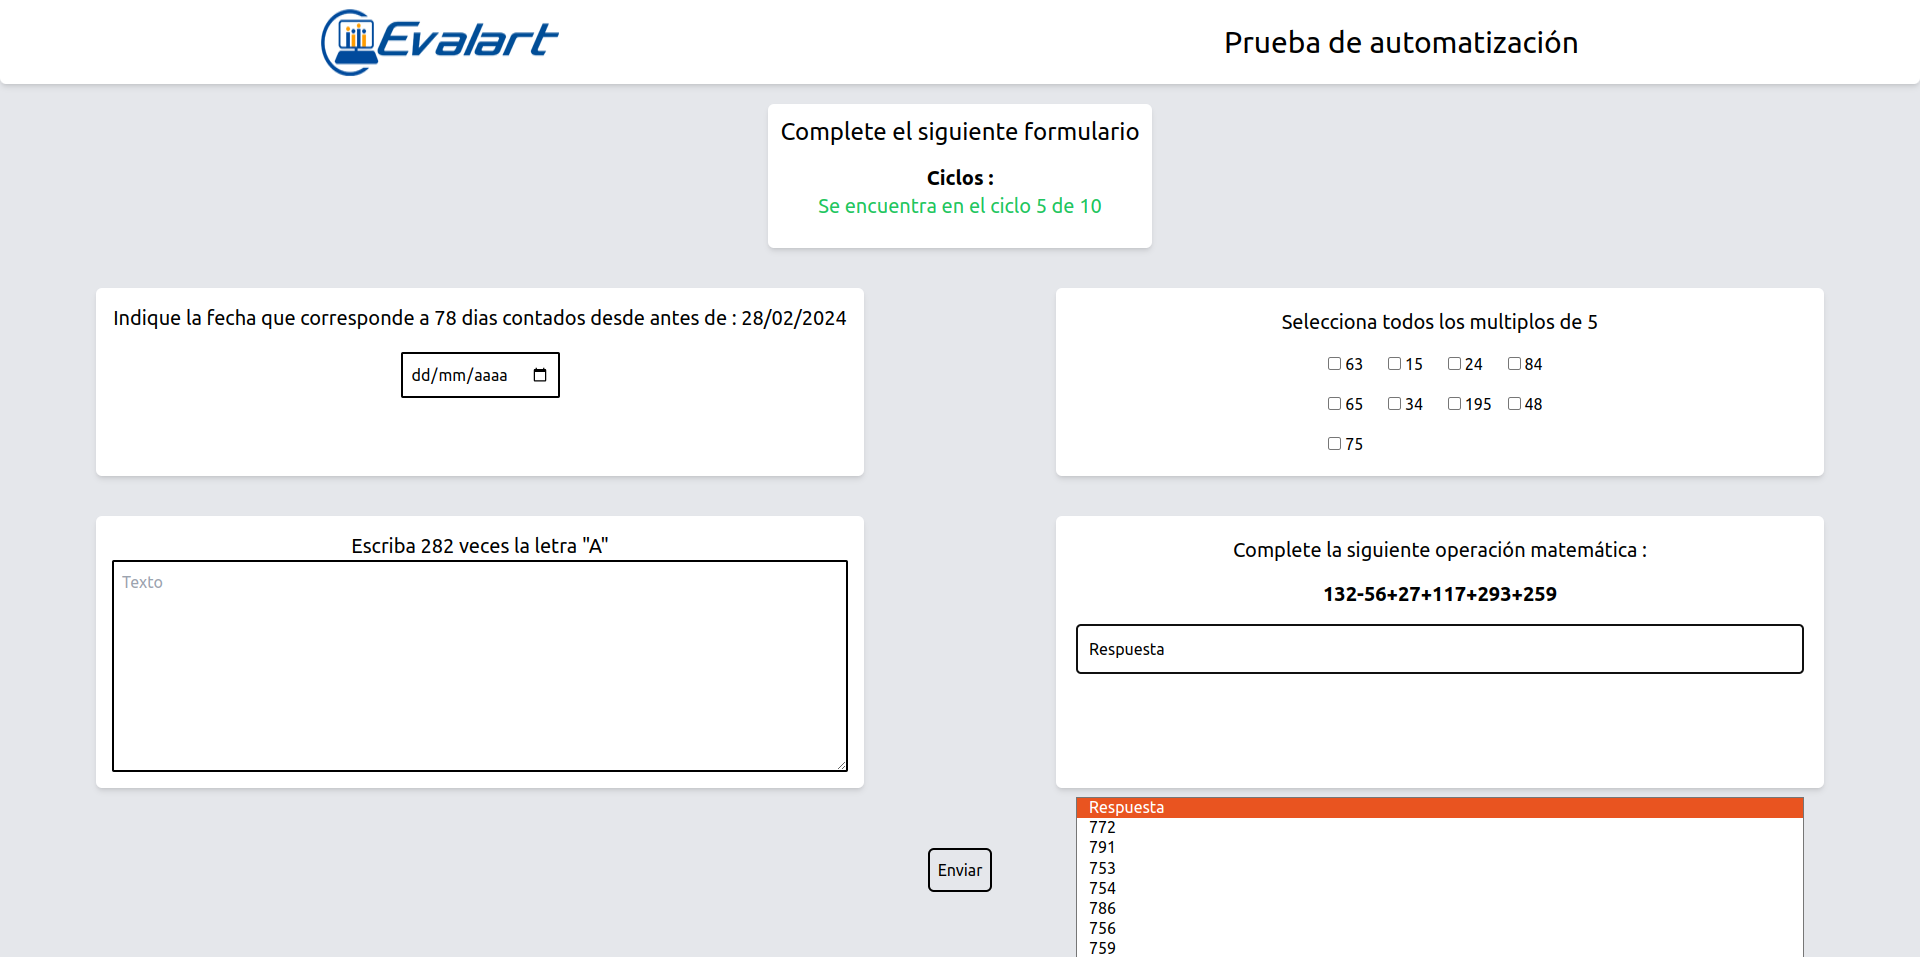 Evalart
Prueba de automatización
Complete el siguiente formulario
Ciclos :
Se encuentra en el ciclo 5 de 10
Indique la fecha que corresponde a 78 dias contados desde antes de : 28/02/2024
dd/mm/aaaa
Selecciona todos los multiplos de 5
63 15 24 84
65 34 195 48
75
Escriba 282 veces la letra "A"
Texto
Complete la siguiente operación matemática :
132-56+27+117+293+259
Respuesta
Respuesta
772
791
753
754
786
756
759
Enviar